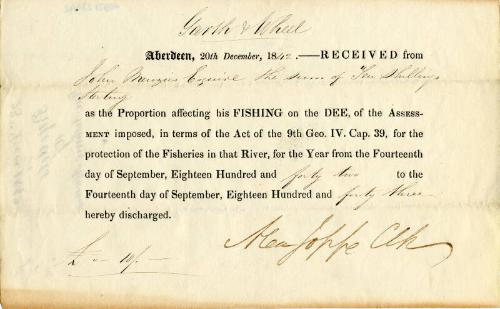 Garth & Wheel
Aberdeen, 20th December, 1842.—RECEIVED from
John Menzies Esquire the sum of Ten Shillings
Sterling
as the Proportion affecting his FISHING on the DEE, of the ASSESS-
MENT imposed, in terms of the Act of the 9th Geo. IV. Cap. 39, for the
protection of the Fisheries in that River, for the Year from the Fourteenth
day of September, Eighteen Hundred and forty two to the
Fourteenth day of September, Eighteen Hundred and forty three—
hereby discharged.
Alex Joppe Clk
£ " — 10/. —